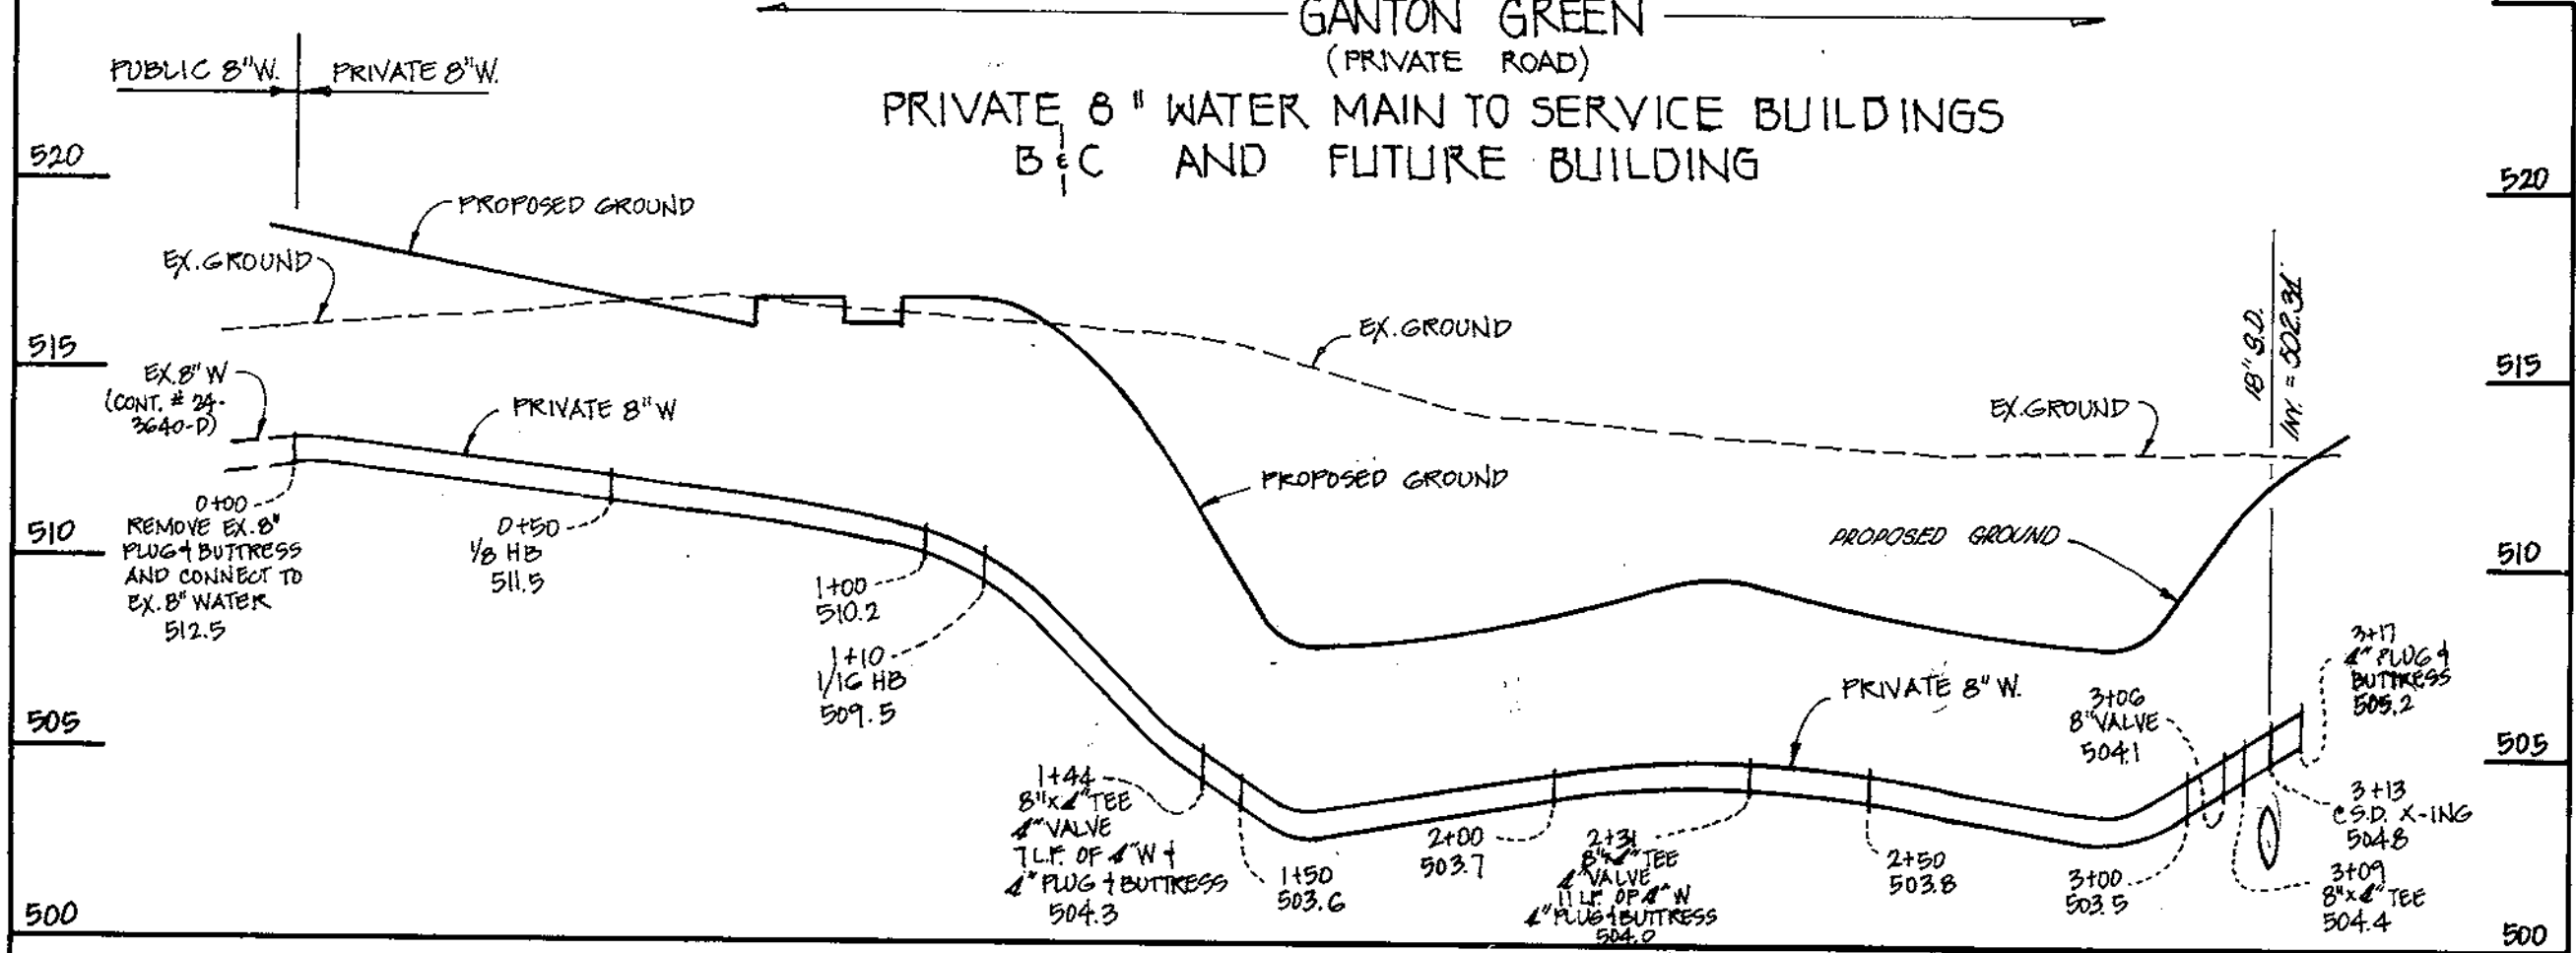 GANTON GREEN
(PRIVATE ROAD)
PRIVATE 8" WATER MAIN TO SERVICE BUILDINGS
B & C AND FUTURE BUILDING
PUBLIC 8"W.
PRIVATE 8"W.
520
520
PROPOSED GROUND
EX. GROUND
515
EX. 8" W
(CONT. # 24-
3640-D)
PRIVATE 8"W
EX. GROUND
EX. GROUND
18" S.D.
INV. = 502.31
515
PROPOSED GROUND
PROPOSED GROUND
510
510
0+00
REMOVE EX. 8"
PLUG & BUTTRESS
AND CONNECT TO
EX. 8" WATER
512.5
0+50
1/8 HB
511.5
1+00
510.2
1+10
1/16 HB
509.5
505
505
1+44
8"x4" TEE
4" VALVE
7 L.F. OF 4"W &
4" PLUG & BUTTRESS
504.3
1+50
503.6
2+00
503.7
2+31
8"x4" TEE
4" VALVE
11 L.F. OF 4" W
4" PLUG & BUTTRESS
504.0
PRIVATE 8" W.
2+50
503.8
3+00
503.5
3+06
8" VALVE
504.1
3+17
4" PLUG &
BUTTRESS
505.2
3+13
S.D. X-ING
504.8
3+09
8"x4" TEE
504.4
500
500